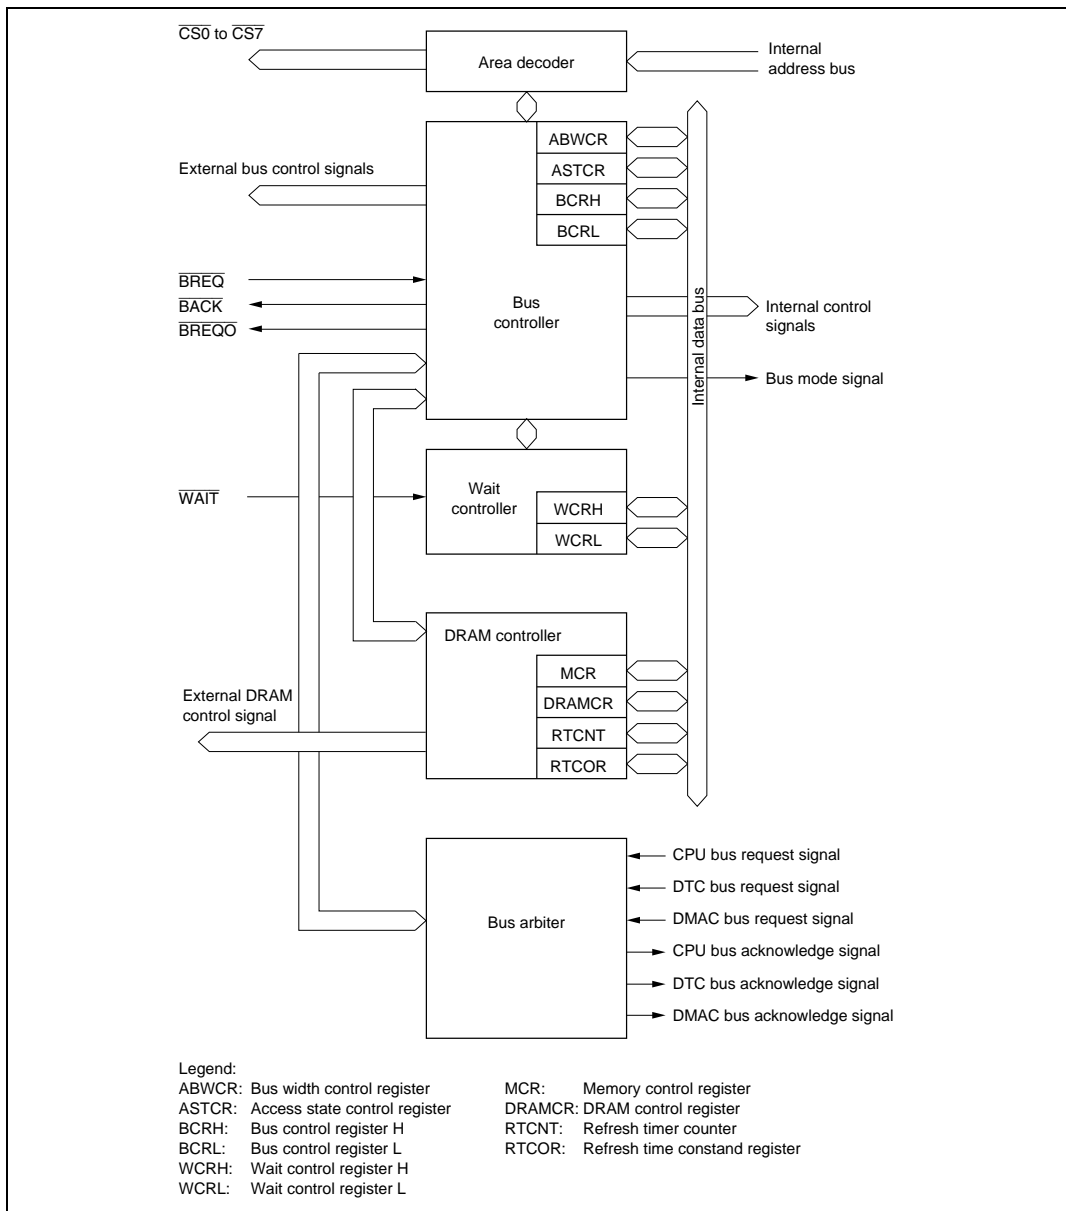 CS0 to CS7
Area decoder
Internal
address bus
ABWCR
ASTCR
BCRH
BCRL
External bus control signals
BREQ
BACK
BREQO
Bus
controller
Internal data bus
Internal control
signals
Bus mode signal
WAIT
Wait
controller
WCRH
WCRL
DRAM controller
MCR
DRAMCR
RTCNT
RTCOR
External DRAM
control signal
Bus arbiter
CPU bus request signal
DTC bus request signal
DMAC bus request signal
CPU bus acknowledge signal
DTC bus acknowledge signal
DMAC bus acknowledge signal
Legend:
ABWCR: Bus width control register
ASTCR: Access state control register
BCRH: Bus control register H
BCRL: Bus control register L
WCRH: Wait control register H
WCRL: Wait control register L
MCR: Memory control register
DRAMCR: DRAM control register
RTCNT: Refresh timer counter
RTCOR: Refresh time constand register